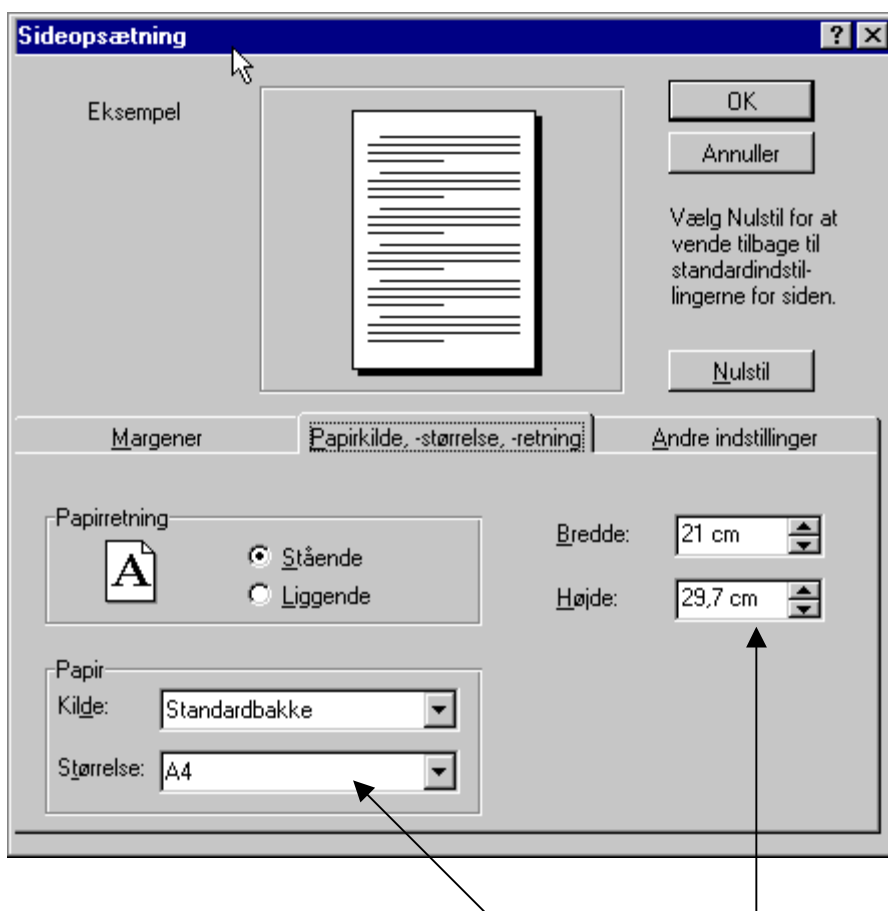 Sideopsætning
Eksempel
OK
Annuller
Vælg Nulstil for at
vende tilbage til
standardindstil-
lingerne for siden.
Nulstil
Margener
Papirkilde, -størrelse, -retning
Andre indstillinger
Papirretning
A
Stående
Liggende
Bredde: 21 cm
Højde: 29,7 cm
Papir
Kilde: Standardbakke
Størrelse: A4